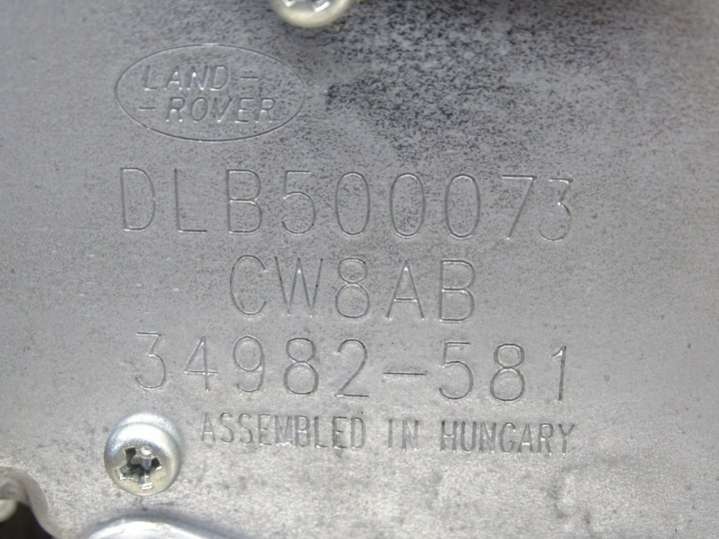 LAND-
-ROVER
DLB500073
CW8AB
34982-581
ASSEMBLED IN HUNGARY